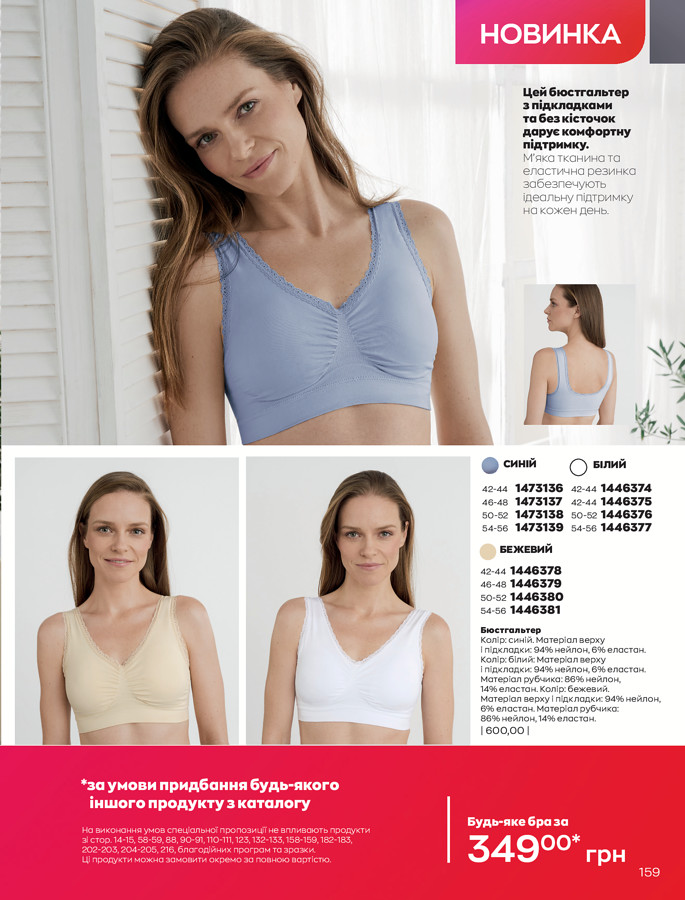 НОВИНКА
Цей бюстгальтер
з підкладками
та без кісточок
дарує комфортну
підтримку.
М'яка тканина та
еластична резинка
забезпечують
ідеальну підтримку
на кожен день.
СИНІЙ
42-44 1473136
46-48 1473137
50-52 1473138
54-56 1473139
БІЛИЙ
42-44 1446374
42-44 1446375
50-52 1446376
54-56 1446377
БЕЖЕВИЙ
42-44 1446378
46-48 1446379
50-52 1446380
54-56 1446381
Бюстгальтер
Колір: синій. Матеріал верху
і підкладки: 94% нейлон, 6% еластан.
Колір: білий: Матеріал верху
і підкладки: 94% нейлон, 6% еластан.
Матеріал рубчика: 86% нейлон,
14% еластан. Колір: бежевий.
Матеріал верху і підкладки: 94% нейлон,
6% еластан. Матеріал рубчика:
86% нейлон, 14% еластан.
| 600,00 |
*за умови придбання будь-якого
іншого продукту з каталогу
На виконання умов спеціальної пропозиції не впливають продукти
зі стор. 14-15, 58-59, 88, 90-91, 110-111, 123, 132-133, 158-159, 182-183,
202-203, 204-205, 216, благодійних програм та зразки.
Ці продукти можна замовити окремо за повною вартістю.
Будь-яке бра за
349⁰⁰* грн
159